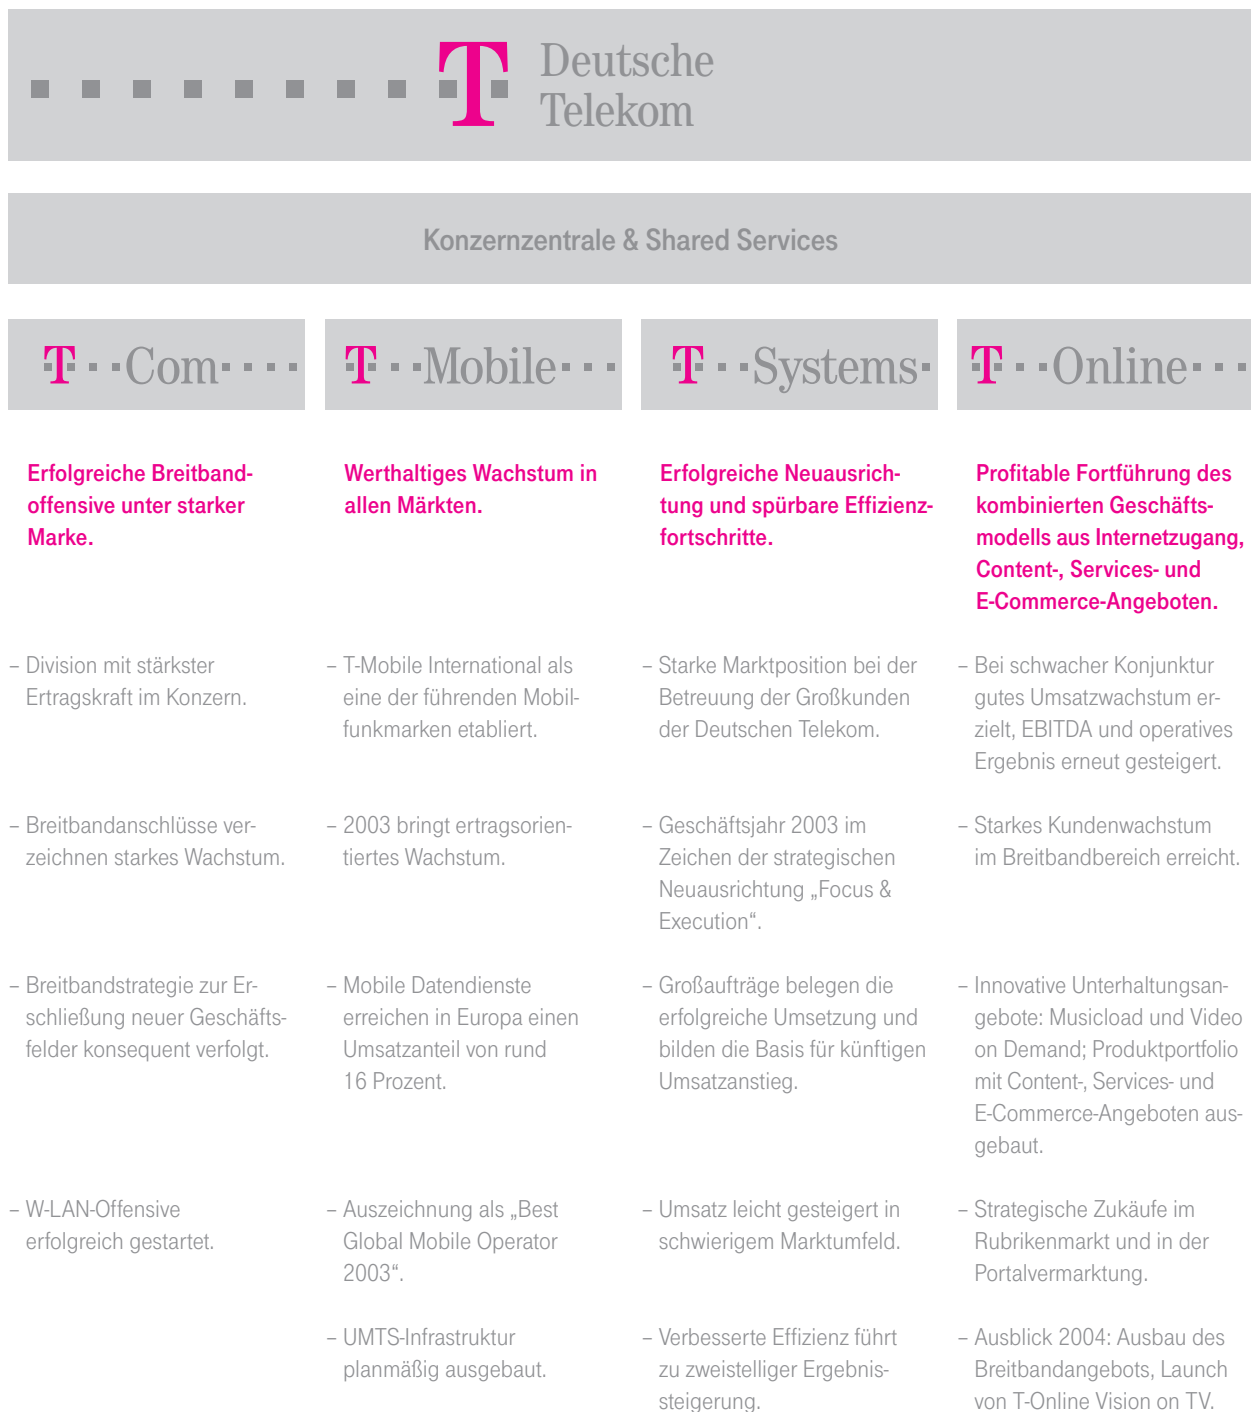 T Deutsche
Telekom
Konzernzentrale & Shared Services
T Com
Erfolgreiche Breitband-
offensive unter starker
Marke.
– Division mit stärkster
Ertragskraft im Konzern.
– Breitbandanschlüsse ver-
zeichnen starkes Wachstum.
– Breitbandstrategie zur Er-
schließung neuer Geschäfts-
felder konsequent verfolgt.
– W-LAN-Offensive
erfolgreich gestartet.
T Mobile
Werthaltiges Wachstum in
allen Märkten.
– T-Mobile International als
eine der führenden Mobil-
funkmarken etabliert.
– 2003 bringt ertragsorien-
tiertes Wachstum.
– Mobile Datendienste
erreichen in Europa einen
Umsatzanteil von rund
16 Prozent.
– Auszeichnung als „Best
Global Mobile Operator
2003“.
– UMTS-Infrastruktur
planmäßig ausgebaut.
T Systems
Erfolgreiche Neuausrich-
tung und spürbare Effizienz-
fortschritte.
– Starke Marktposition bei der
Betreuung der Großkunden
der Deutschen Telekom.
– Geschäftsjahr 2003 im
Zeichen der strategischen
Neuausrichtung „Focus &
Execution“.
– Großaufträge belegen die
erfolgreiche Umsetzung und
bilden die Basis für künftigen
Umsatzanstieg.
– Umsatz leicht gesteigert in
schwierigem Marktumfeld.
– Verbesserte Effizienz führt
zu zweistelliger Ergebnis-
steigerung.
T Online
Profitable Fortführung des
kombinierten Geschäfts-
modells aus Internetzugang,
Content-, Services- und
E-Commerce-Angeboten.
– Bei schwacher Konjunktur
gutes Umsatzwachstum er-
zielt, EBITDA und operatives
Ergebnis erneut gesteigert.
– Starkes Kundenwachstum
im Breitbandbereich erreicht.
– Innovative Unterhaltungsan-
gebote: Musicload und Video
on Demand; Produktportfolio
mit Content-, Services- und
E-Commerce-Angeboten aus-
gebaut.
– Strategische Zukäufe im
Rubrikenmarkt und in der
Portalvermarktung.
– Ausblick 2004: Ausbau des
Breitbandangebots, Launch
von T-Online Vision on TV.